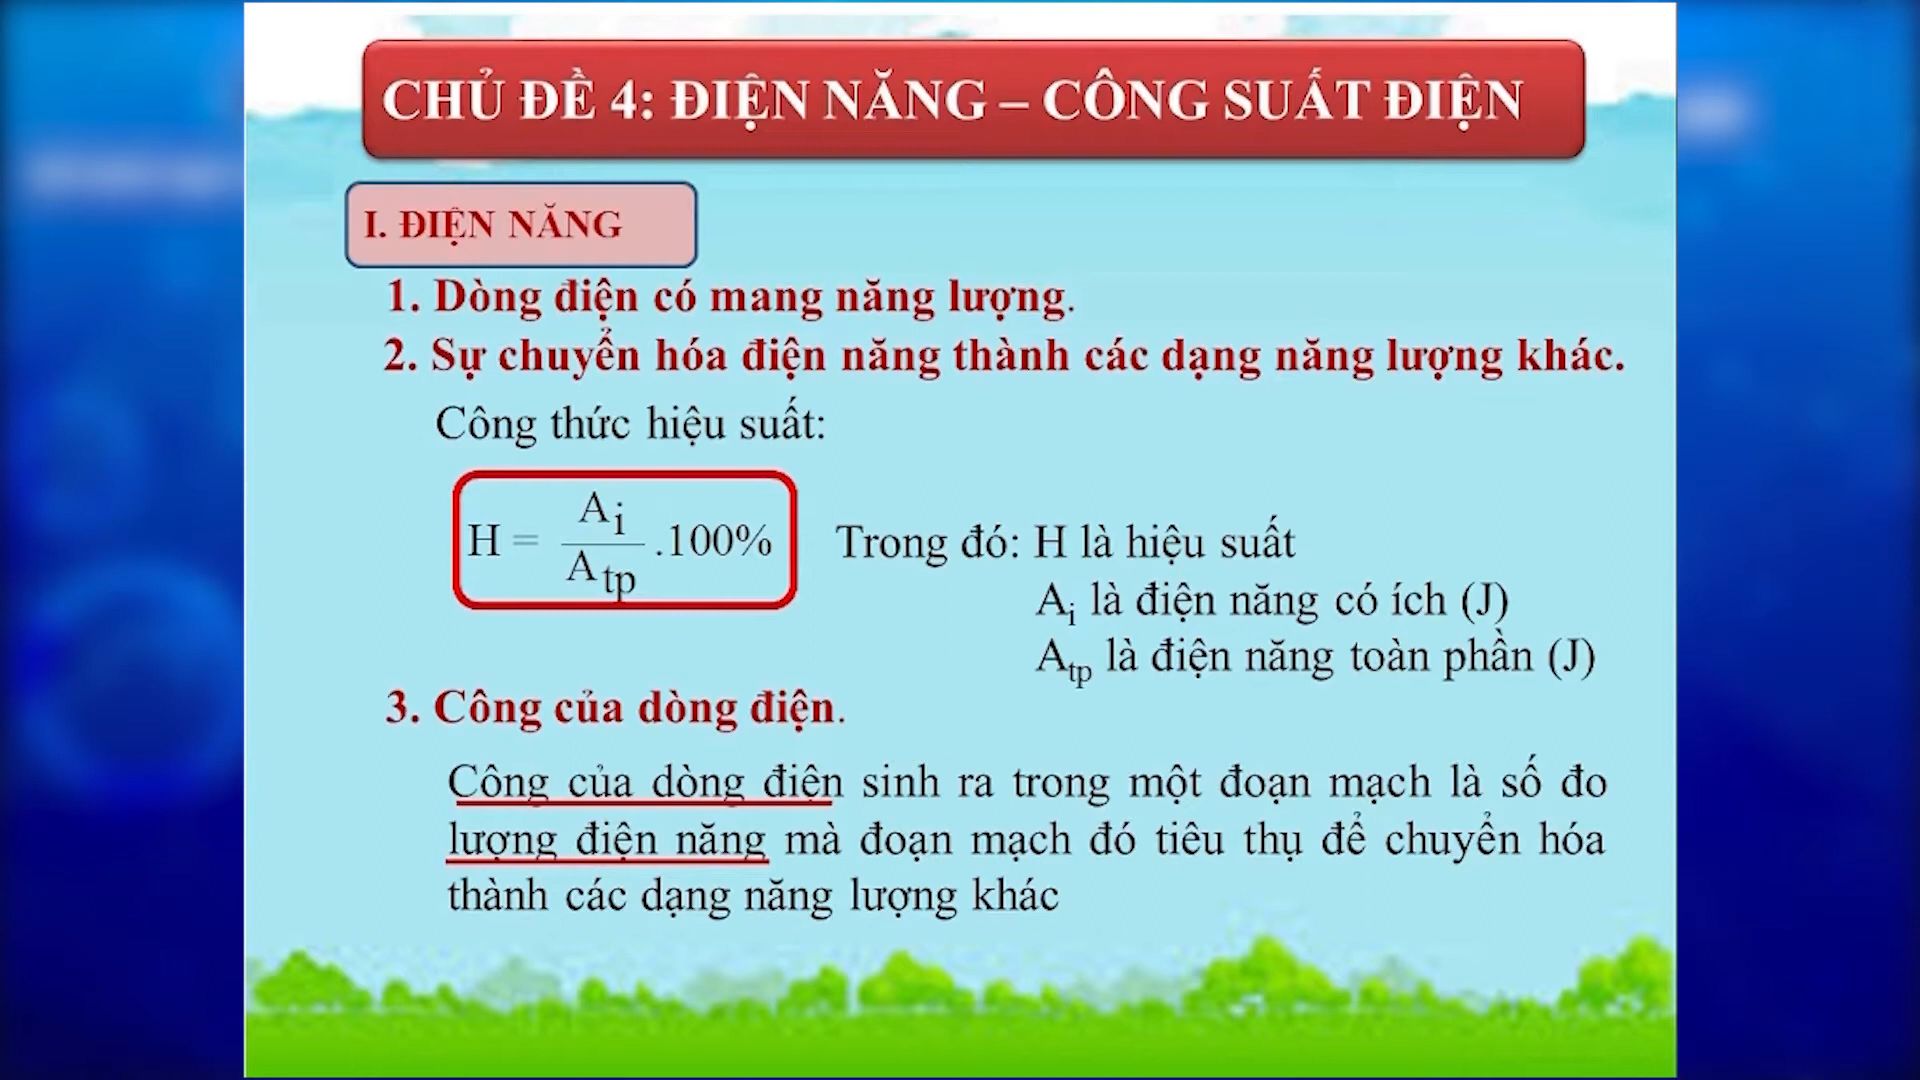 CHỦ ĐỀ 4: ĐIỆN NĂNG – CÔNG SUẤT ĐIỆN
I. ĐIỆN NĂNG
1. Dòng điện có mang năng lượng.
2. Sự chuyển hóa điện năng thành các dạng năng lượng khác.
Công thức hiệu suất:
H = A_i / A_tp .100%
Trong đó: H là hiệu suất
A_i là điện năng có ích (J)
A_tp là điện năng toàn phần (J)
3. Công của dòng điện.
Công của dòng điện sinh ra trong một đoạn mạch là số đo
lượng điện năng mà đoạn mạch đó tiêu thụ để chuyển hóa
thành các dạng năng lượng khác